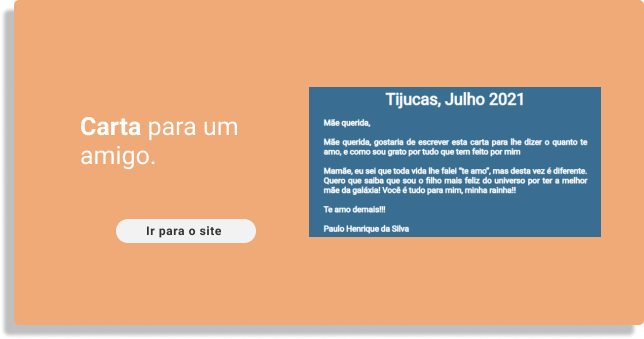 Carta para um
amigo.
Ir para o site
Tijucas, Julho 2021
Mãe querida,
Mãe querida, gostaria de escrever esta carta para lhe dizer o quanto te
amo, e como sou grato por tudo que tem feito por mim
Mamãe, eu sei que toda vida lhe falei "te amo", mas desta vez é diferente.
Quero que saiba que sou o filho mais feliz do universo por ter a melhor
mãe da galáxia! Você é tudo para mim, minha rainha!!
Te amo demais!!!
Paulo Henrique da Silva